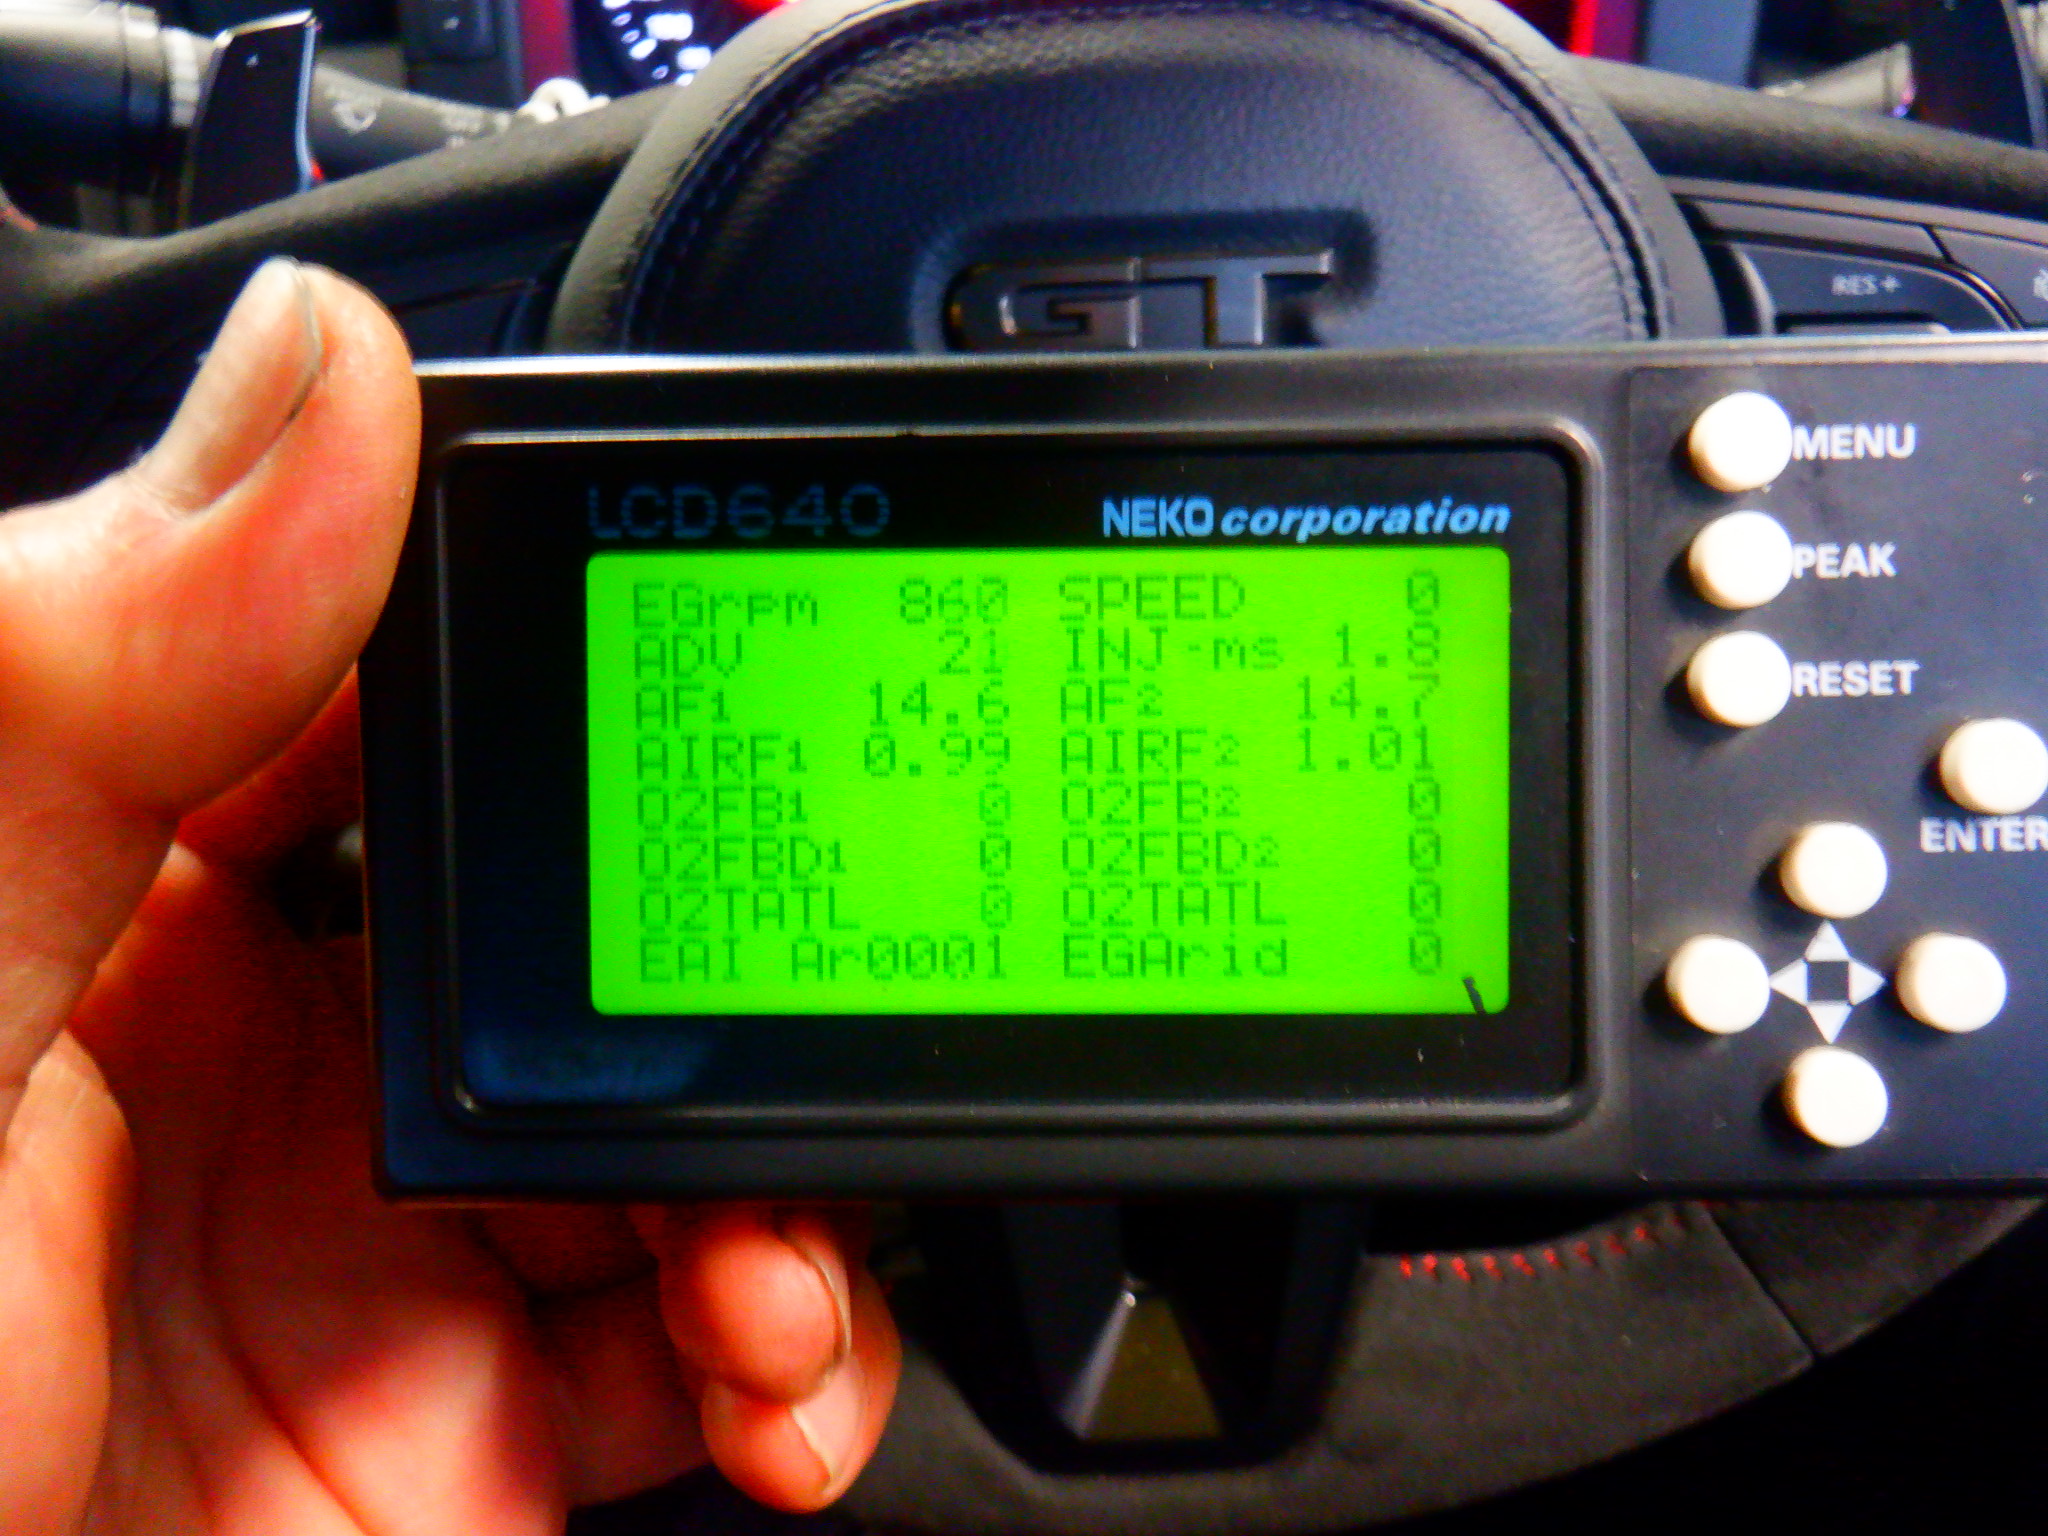 GT
RES +
LCD640
NEKO corporation
EGrpm 860 SPEED 0
ADV 21 INJ-ms 1.8
AF1 14.6 AF2 14.7
AIRF1 0.99 AIRF2 1.01
O2FB1 0 O2FB2 0
O2FBD1 0 O2FBD2 0
O2TATL 0 O2TATL 0
EAI Ar0001 EGArid 0
MENU
PEAK
RESET
ENTER